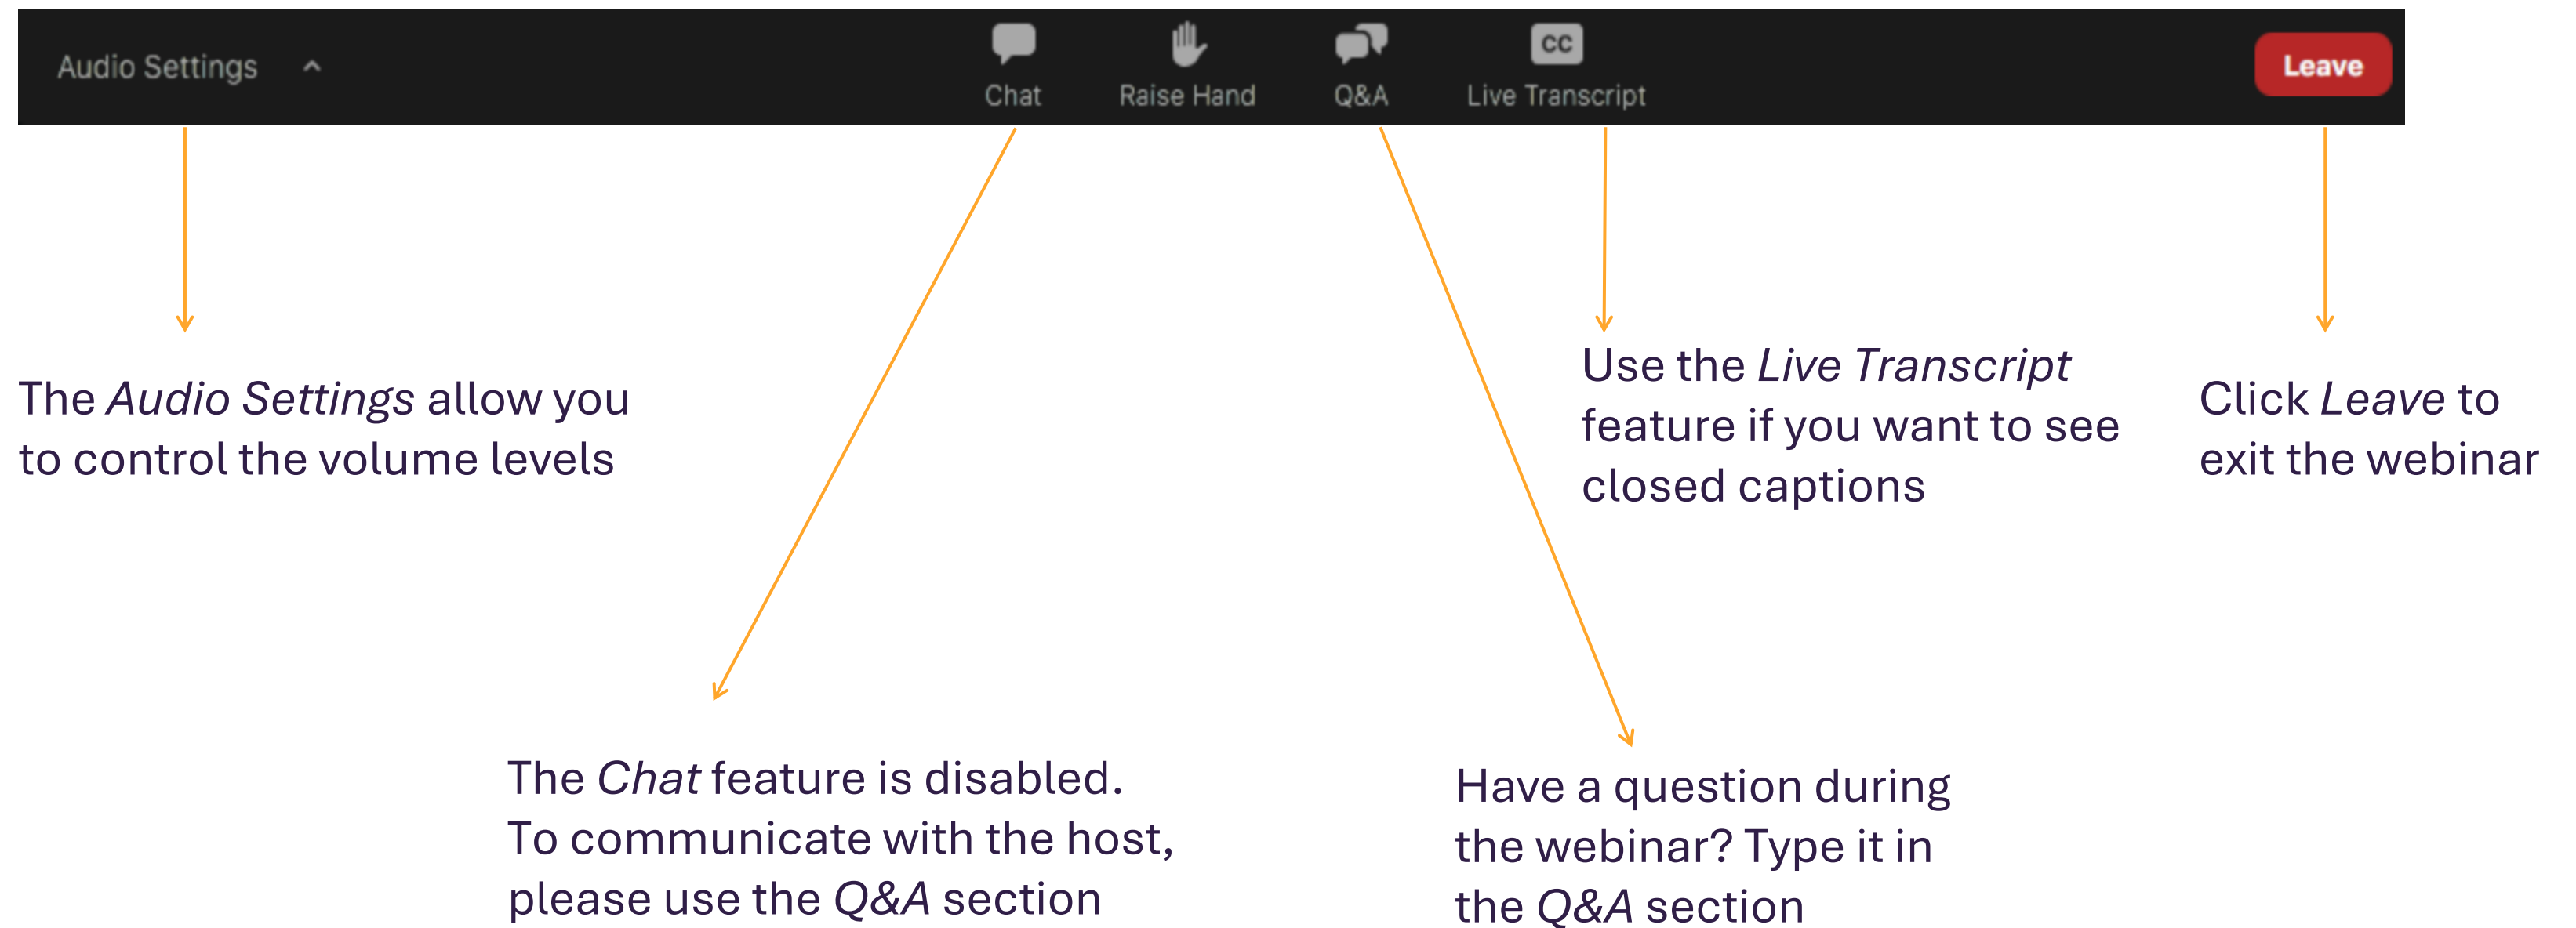 Audio Settings
Chat
Raise Hand
Q&A
CC
Live Transcript
Leave
The Audio Settings allow you
to control the volume levels
The Chat feature is disabled.
To communicate with the host,
please use the Q&A section
Have a question during
the webinar? Type it in
the Q&A section
Use the Live Transcript
feature if you want to see
closed captions
Click Leave to
exit the webinar